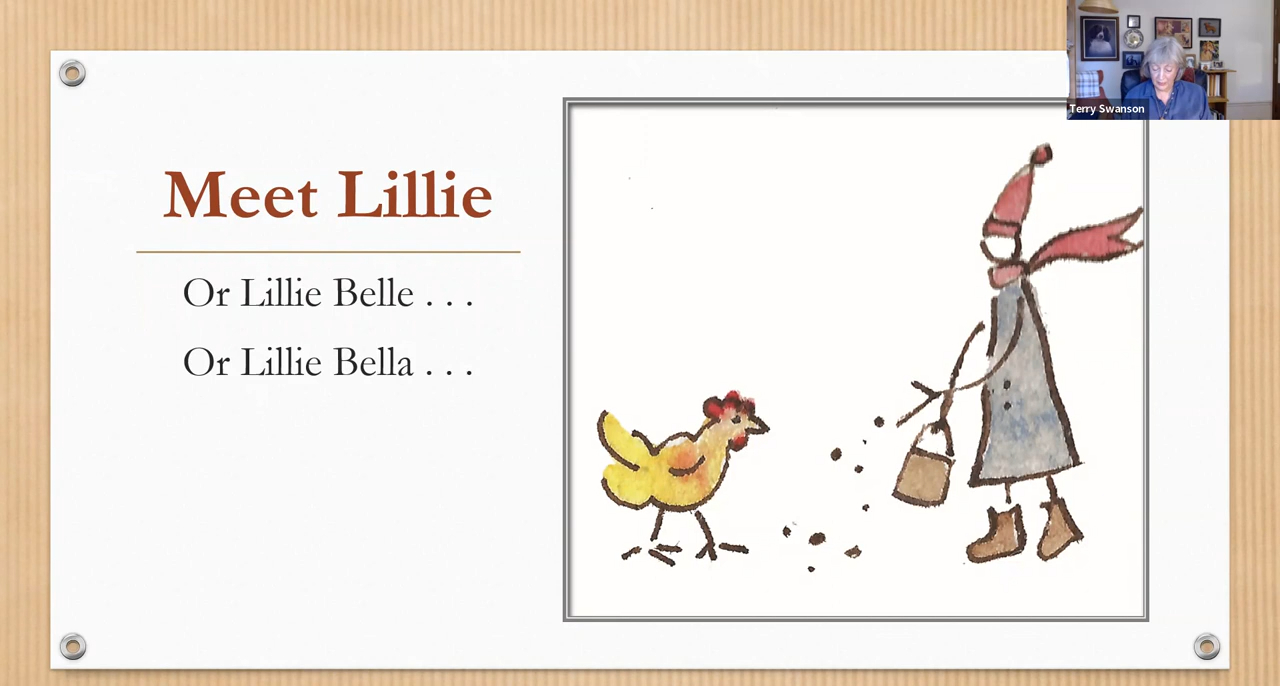 Terry Swanson
Meet Lillie
Or Lillie Belle . . .
Or Lillie Bella . . .